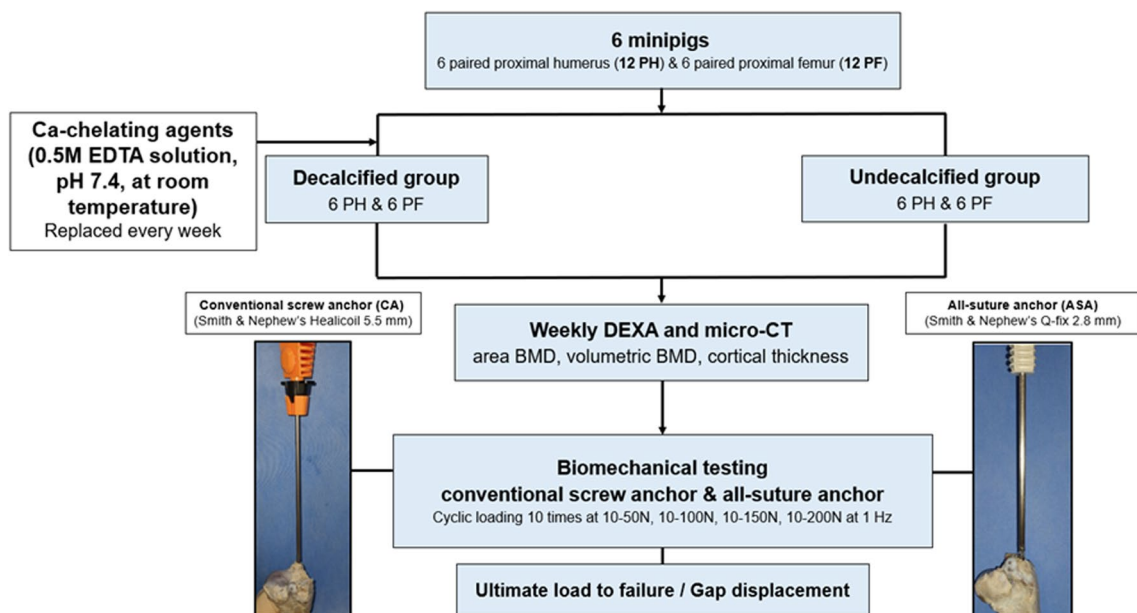 6 minipigs
6 paired proximal humerus (12 PH) & 6 paired proximal femur (12 PF)
Ca-chelating agents
(0.5M EDTA solution,
pH 7.4, at room
temperature)
Replaced every week
Decalcified group
6 PH & 6 PF
Undecalcified group
6 PH & 6 PF
Conventional screw anchor (CA)
(Smith & Nephew's Healicoil 5.5 mm)
Weekly DEXA and micro-CT
area BMD, volumetric BMD, cortical thickness
All-suture anchor (ASA)
(Smith & Nephew's Q-fix 2.8 mm)
Biomechanical testing
conventional screw anchor & all-suture anchor
Cyclic loading 10 times at 10-50N, 10-100N, 10-150N, 10-200N at 1 Hz
Ultimate load to failure / Gap displacement